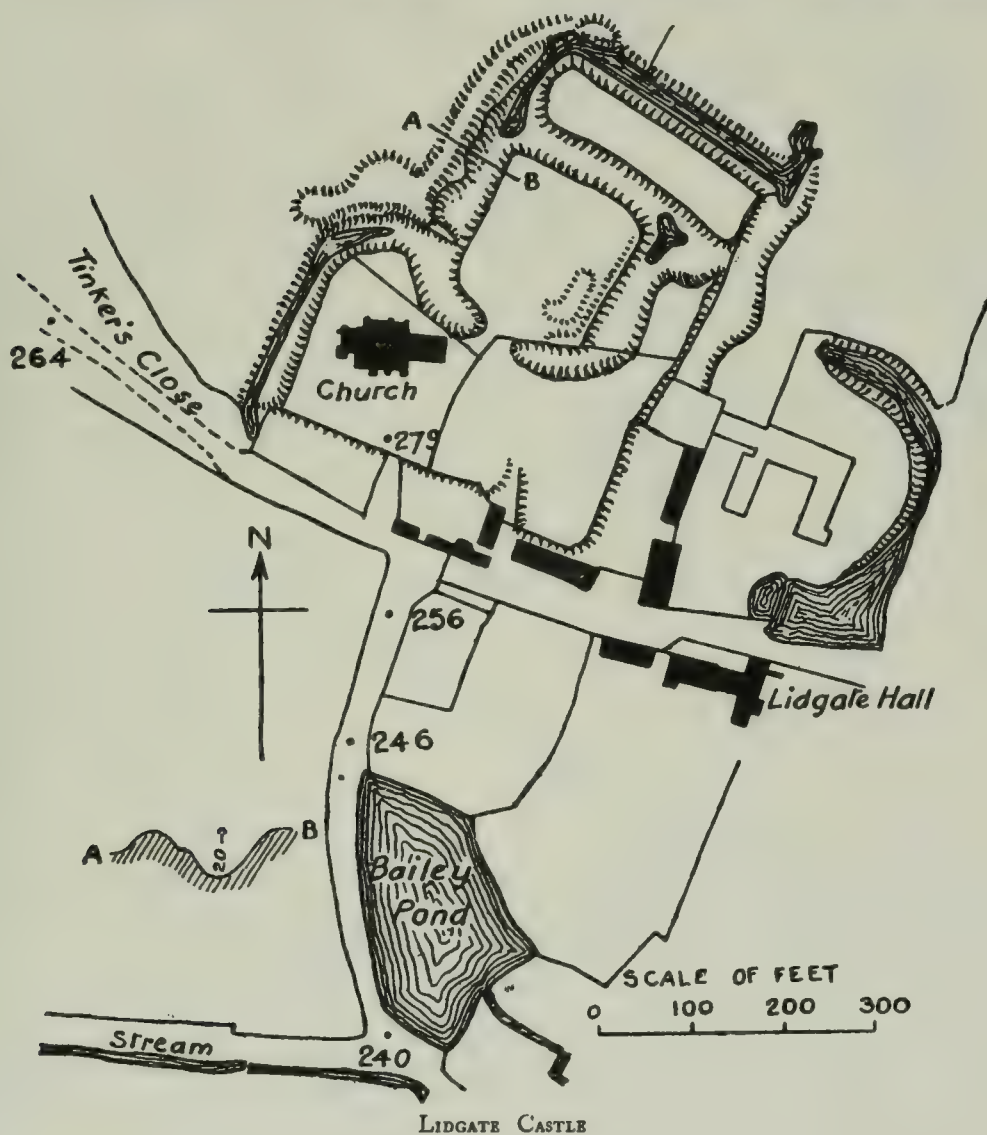 A
B
Tinker's Close
264
Church
279
N
256
246
Lidgate Hall
A
20
B
Bailey
Pond
SCALE OF FEET
0 100 200 300
Stream
240
LIDGATE CASTLE